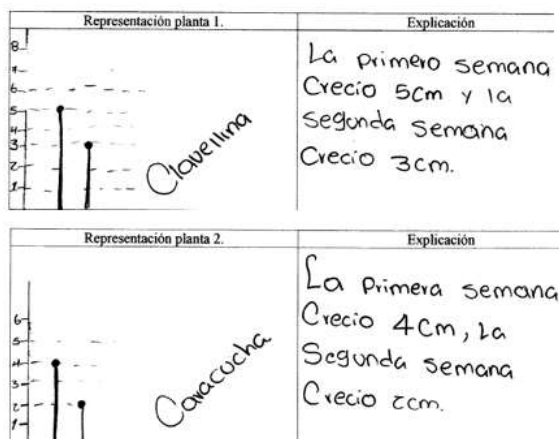 Representación planta 1.
Explicación
8
7
6
5
4
3
2
1
Clavellina
La primero semana
Crecio 5cm y la
segunda semana
Crecio 3cm.
Representación planta 2.
Explicación
6
5
4
3
2
1
Caracucha
La Primera semana
Crecio 4cm, la
Segunda semana
Crecio 2cm.